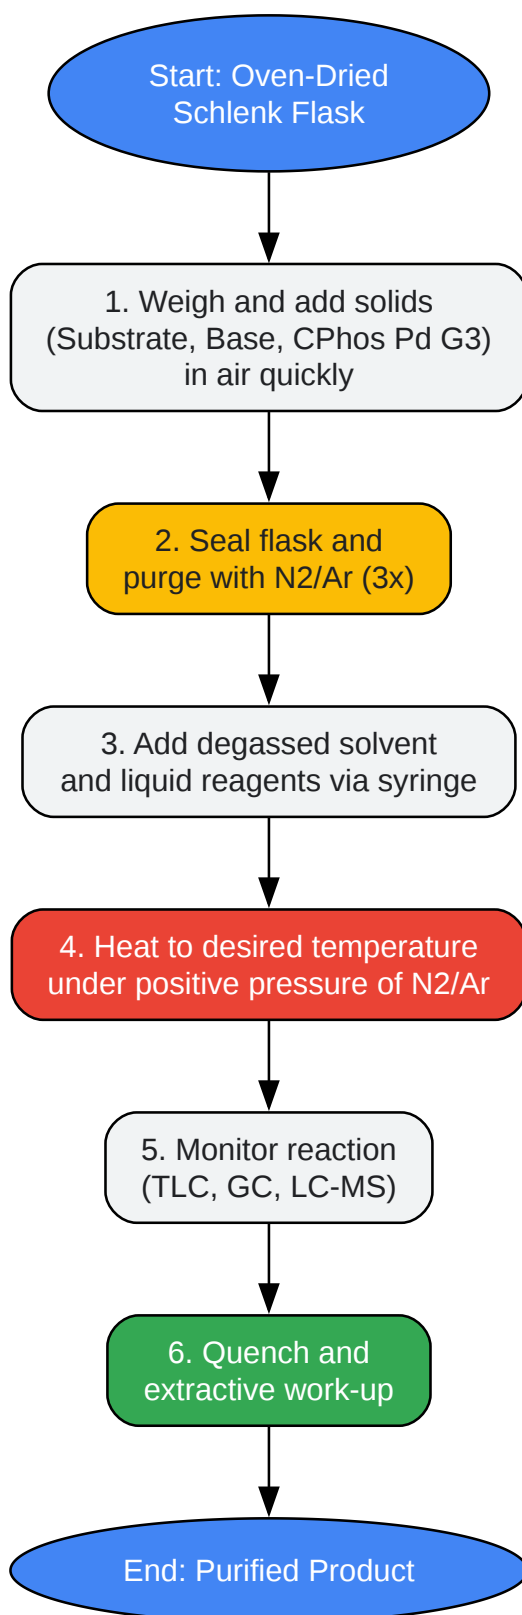 Start: Oven-Dried
Schlenk Flask
1. Weigh and add solids
(Substrate, Base, CPhos Pd G3)
in air quickly
2. Seal flask and
purge with N2/Ar (3x)
3. Add degassed solvent
and liquid reagents via syringe
4. Heat to desired temperature
under positive pressure of N2/Ar
5. Monitor reaction
(TLC, GC, LC-MS)
6. Quench and
extractive work-up
End: Purified Product